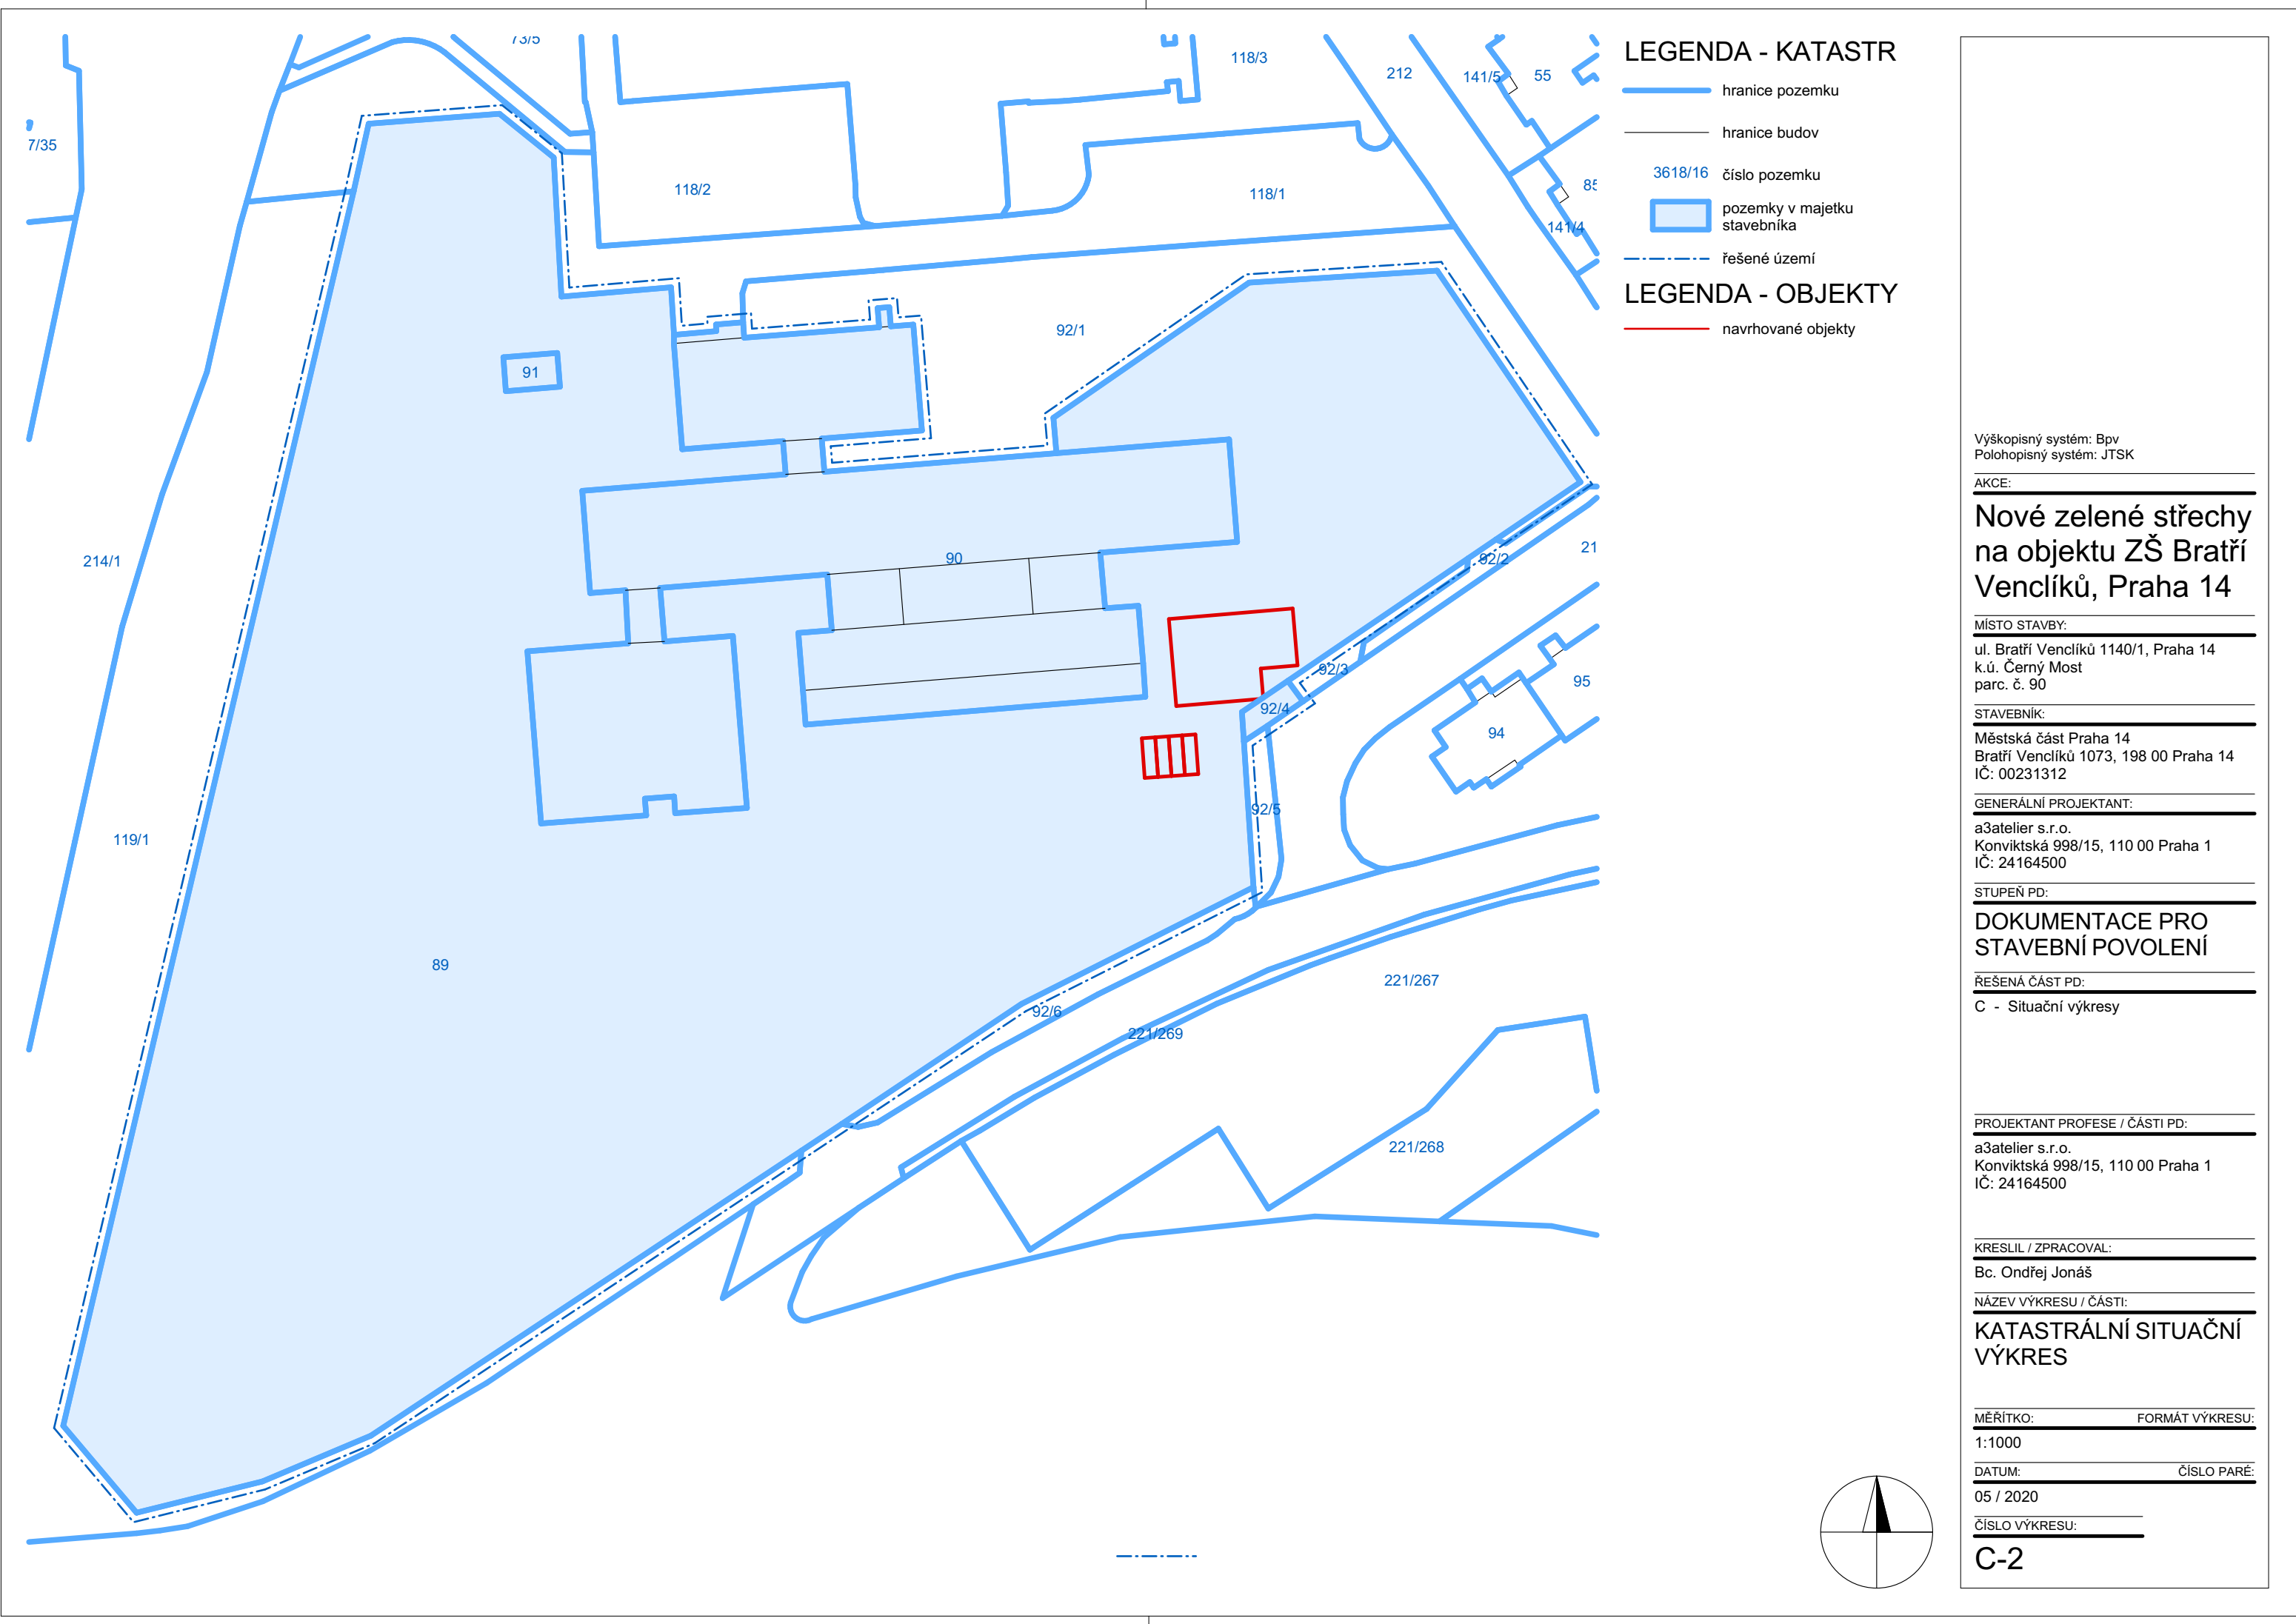 73/5
118/3
212
141/5
55
7/35
118/2
118/1
85
141/4
92/1
91
214/1
90
92/2
21
92/3
95
92/4
94
92/5
119/1
89
221/267
92/6
221/269
221/268
LEGENDA - KATASTR
hranice pozemku
hranice budov
3618/16 číslo pozemku
pozemky v majetku
stavebníka
řešené území
LEGENDA - OBJEKTY
navrhované objekty
Výškopisný systém: Bpv
Polohopisný systém: JTSK
AKCE:
Nové zelené střechy
na objektu ZŠ Bratří
Venclíků, Praha 14
MÍSTO STAVBY:
ul. Bratří Venclíků 1140/1, Praha 14
k.ú. Černý Most
parc. č. 90
STAVEBNÍK:
Městská část Praha 14
Bratří Venclíků 1073, 198 00 Praha 14
IČ: 00231312
GENERÁLNÍ PROJEKTANT:
a3atelier s.r.o.
Konviktská 998/15, 110 00 Praha 1
IČ: 24164500
STUPEŇ PD:
DOKUMENTACE PRO
STAVEBNÍ POVOLENÍ
ŘEŠENÁ ČÁST PD:
C - Situační výkresy
PROJEKTANT PROFESE / ČÁSTI PD:
a3atelier s.r.o.
Konviktská 998/15, 110 00 Praha 1
IČ: 24164500
KRESLIL / ZPRACOVAL:
Bc. Ondřej Jonáš
NÁZEV VÝKRESU / ČÁSTI:
KATASTRÁLNÍ SITUAČNÍ
VÝKRES
MĚŘÍTKO: FORMÁT VÝKRESU:
1:1000
DATUM: ČÍSLO PARÉ:
05 / 2020
ČÍSLO VÝKRESU:
C-2